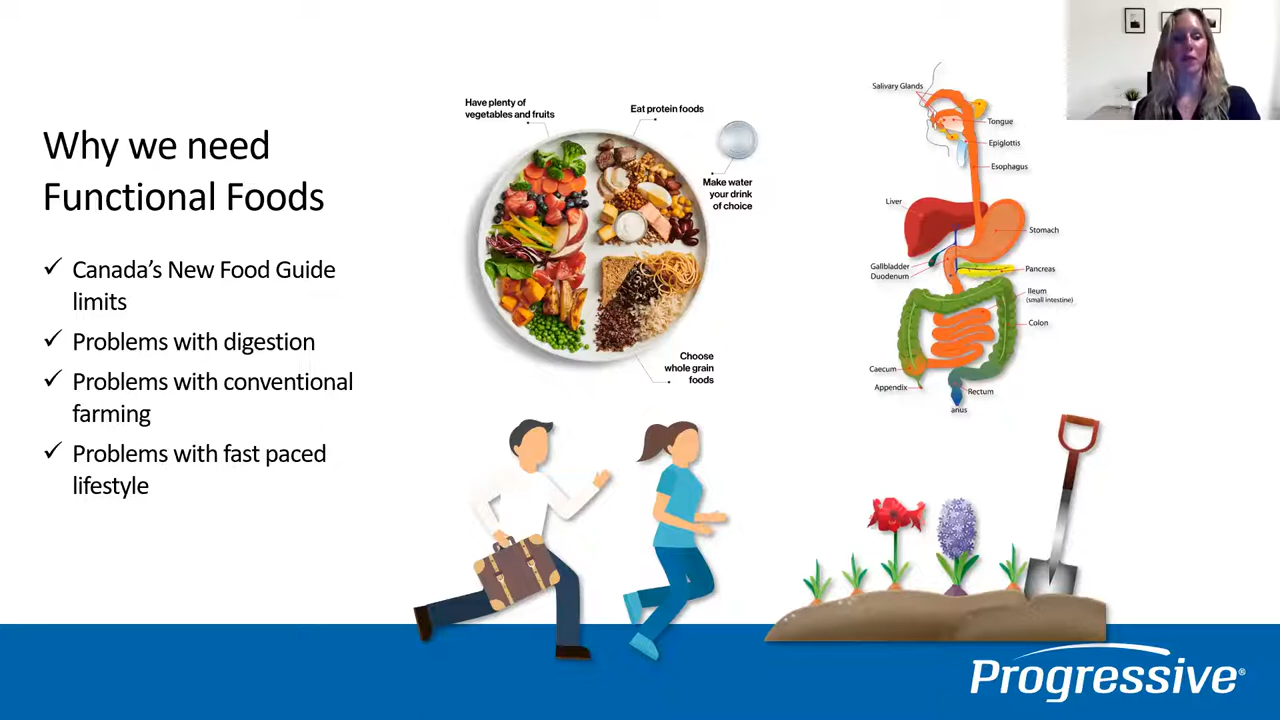 Why we need
Functional Foods
✓ Canada's New Food Guide
limits
✓ Problems with digestion
✓ Problems with conventional
farming
✓ Problems with fast paced
lifestyle
Have plenty of
vegetables and fruits
Eat protein foods
Make water
your drink
of choice
Choose
whole grain
foods
Salivary Glands
Tongue
Epiglottis
Esophagus
Liver
Stomach
Gallbladder
Duodenum
Pancreas
Ileum
(small intestine)
Colon
Caecum
Appendix
Rectum
anus
Progressive®